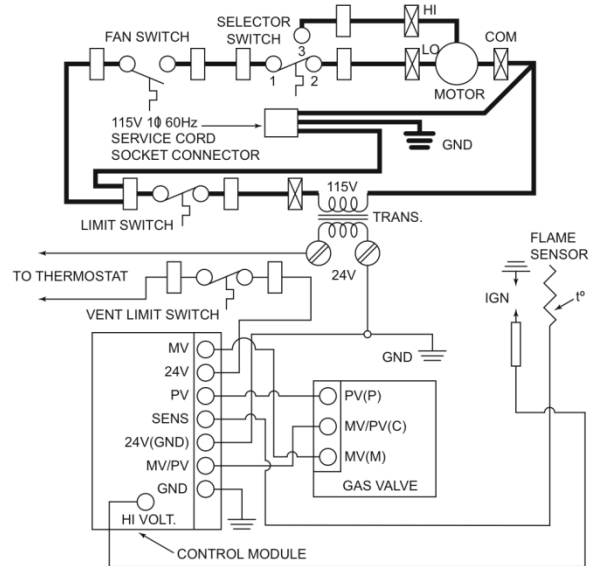 HI
SELECTOR
SWITCH
FAN SWITCH
3
LO
COM
1
2
MOTOR
115V 1ϕ 60Hz
SERVICE CORD
SOCKET CONNECTOR
GND
115V
LIMIT SWITCH
TRANS.
FLAME
SENSOR
24V
TO THERMOSTAT
IGN
t°
VENT LIMIT SWITCH
GND
MV
24V
PV
PV(P)
SENS
MV/PV(C)
24V(GND)
MV(M)
MV/PV
GAS VALVE
GND
HI VOLT.
CONTROL MODULE